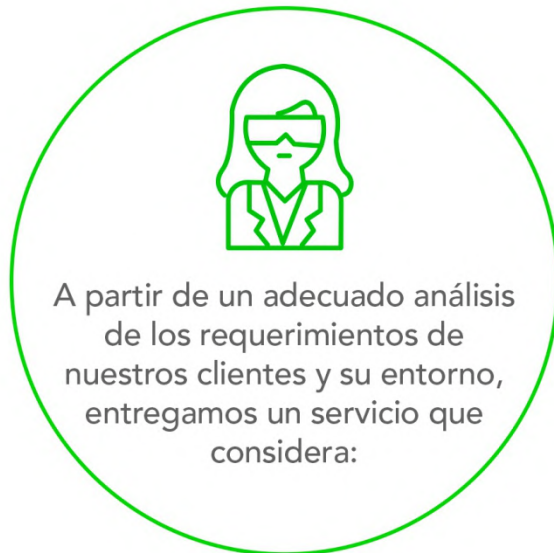 A partir de un adecuado análisis
de los requerimientos de
nuestros clientes y su entorno,
entregamos un servicio que
considera: